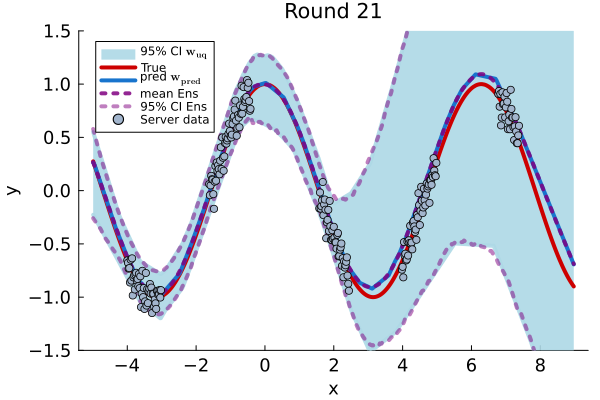 Round 21
95% CI w_uq
True
pred w_pred
mean Ens
95% CI Ens
Server data
1.5
1.0
0.5
0.0
−0.5
−1.0
−1.5
y
−4 −2 0 2 4 6 8
x